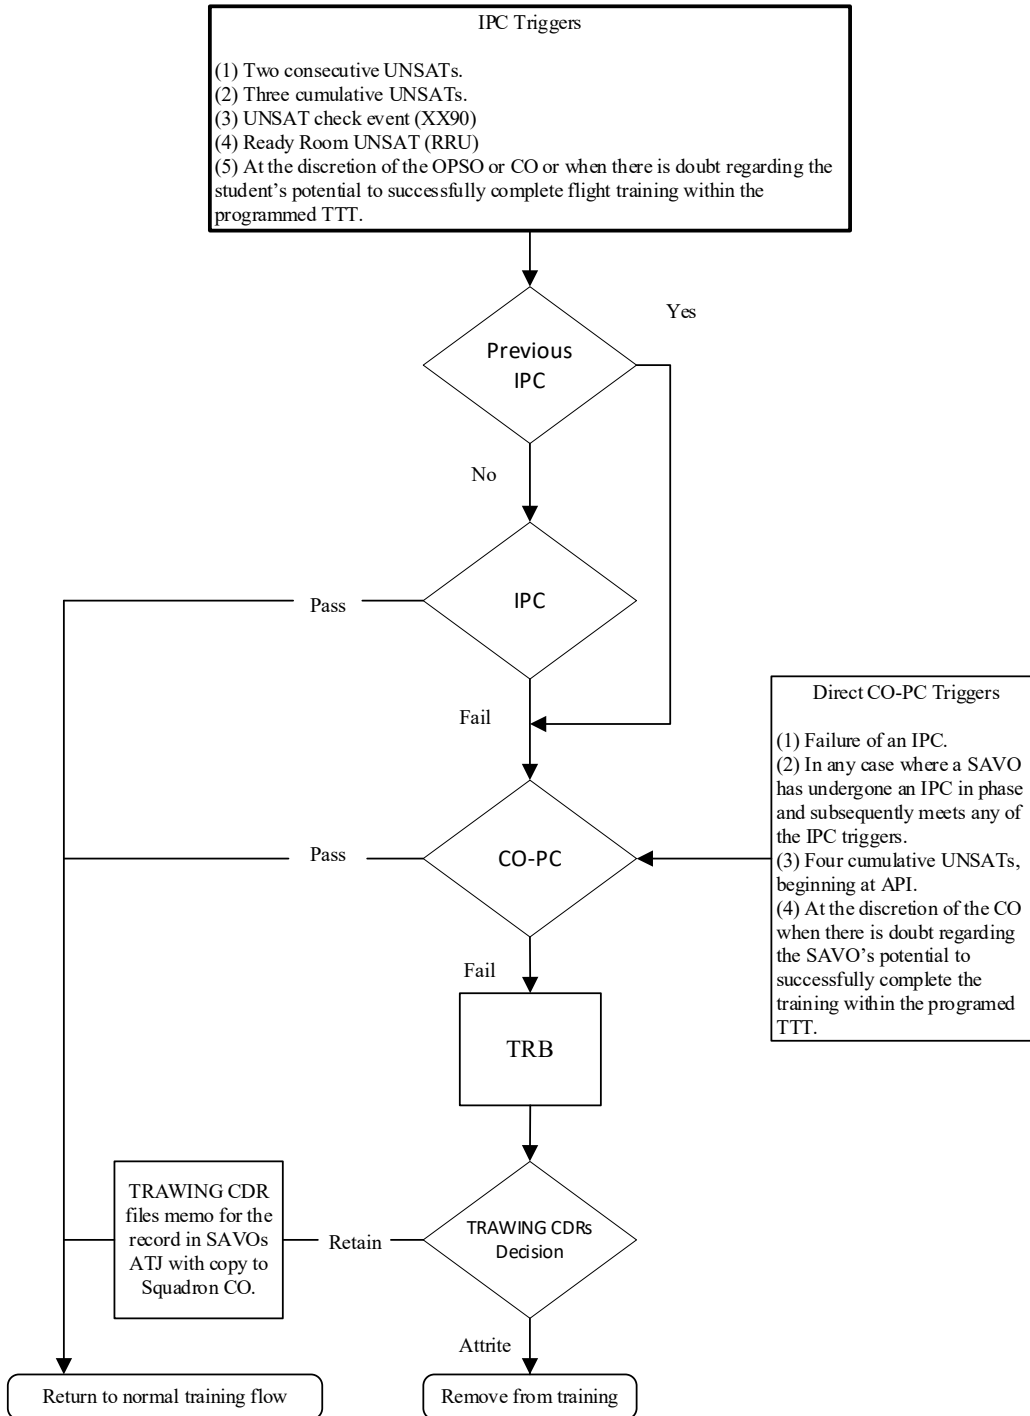 IPC Triggers
(1) Two consecutive UNSATs.
(2) Three cumulative UNSATs.
(3) UNSAT check event (XX90)
(4) Ready Room UNSAT (RRU)
(5) At the discretion of the OPSO or CO or when there is doubt regarding the
student's potential to successfully complete flight training within the
programmed TTT.
Yes
Previous
IPC
No
IPC
Pass
Fail
Direct CO-PC Triggers
(1) Failure of an IPC.
(2) In any case where a SAVO
has undergone an IPC in phase
and subsequently meets any of
the IPC triggers.
(3) Four cumulative UNSATs,
beginning at API.
(4) At the discretion of the CO
when there is doubt regarding
the SAVO's potential to
successfully complete the
training within the programed
TTT.
Pass
CO-PC
Fail
TRB
TRAWING CDR
files memo for the
record in SAVOs
ATJ with copy to
Squadron CO.
Retain
TRAWING CDRs
Decision
Attrite
Return to normal training flow
Remove from training